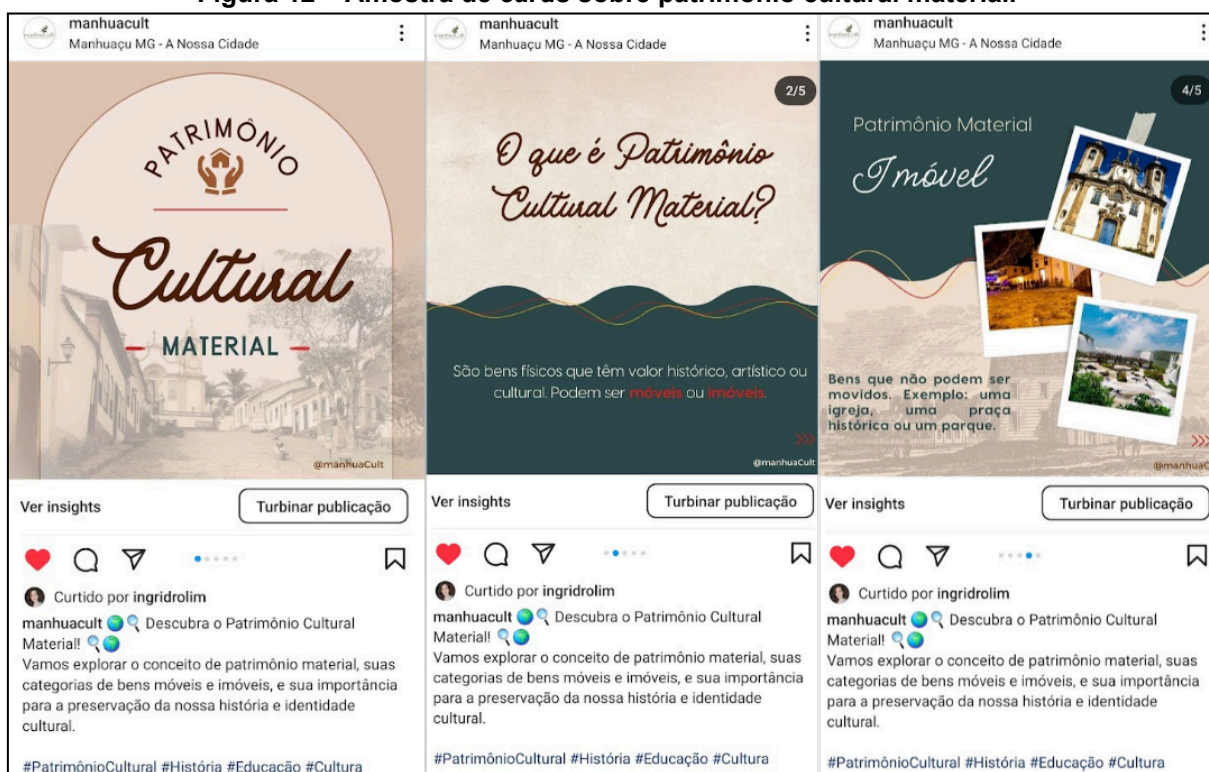 Figura 12 – Amostra de cards sobre patrimônio cultural material.
manhuacult
Manhuaçu MG - A Nossa Cidade
PATRIMÔNIO
Cultural
MATERIAL
@manhuaCult
Ver insights
Turbinar publicação
Curtido por ingridrolim
manhuacult 🌍🔍 Descubra o Patrimônio Cultural
Material! 🔍🌍
Vamos explorar o conceito de patrimônio material, suas
categorias de bens móveis e imóveis, e sua importância
para a preservação da nossa história e identidade
cultural.
#PatrimônioCultural #História #Educação #Cultura
manhuacult
Manhuaçu MG - A Nossa Cidade
2/5
O que é Patrimônio
Cultural Material?
São bens físicos que têm valor histórico, artístico ou
cultural. Podem ser móveis ou imóveis.
@manhuaCult
Ver insights
Turbinar publicação
Curtido por ingridrolim
manhuacult 🌍🔍 Descubra o Patrimônio Cultural
Material! 🔍🌍
Vamos explorar o conceito de patrimônio material, suas
categorias de bens móveis e imóveis, e sua importância
para a preservação da nossa história e identidade
cultural.
#PatrimônioCultural #História #Educação #Cultura
manhuacult
Manhuaçu MG - A Nossa Cidade
4/5
Patrimônio Material
Imóvel
Bens que não podem ser
movidos. Exemplo: uma
igreja, uma praça
histórica ou um parque.
@manhuaC
Ver insights
Turbinar publicação
Curtido por ingridrolim
manhuacult 🌍🔍 Descubra o Patrimônio Cultural
Material! 🔍🌍
Vamos explorar o conceito de patrimônio material, suas
categorias de bens móveis e imóveis, e sua importância
para a preservação da nossa história e identidade
cultural.
#PatrimônioCultural #História #Educação #Cultura